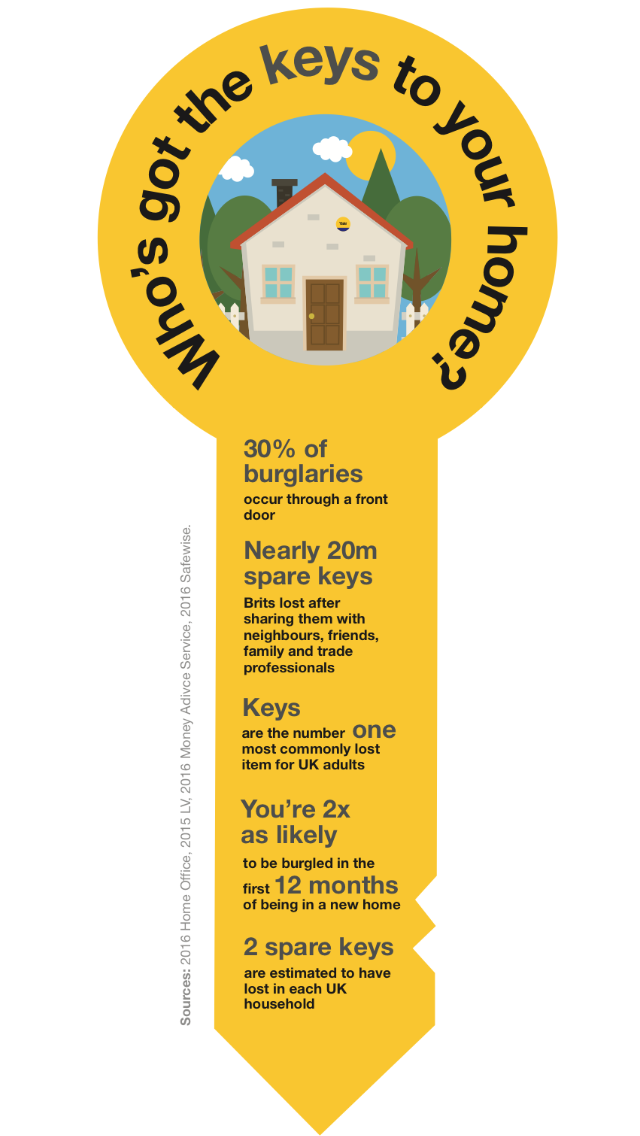 Who's got the keys to your home?
30% of
burglaries
occur through a front
door
Nearly 20m
spare keys
Brits lost after
sharing them with
neighbours, friends,
family and trade
professionals
Keys
are the number one
most commonly lost
item for UK adults
You're 2x
as likely
to be burgled in the
first 12 months
of being in a new home
2 spare keys
are estimated to have
lost in each UK
household
Sources: 2016 Home Office, 2015 LV, 2016 Money Adivce Service, 2016 Safewise.